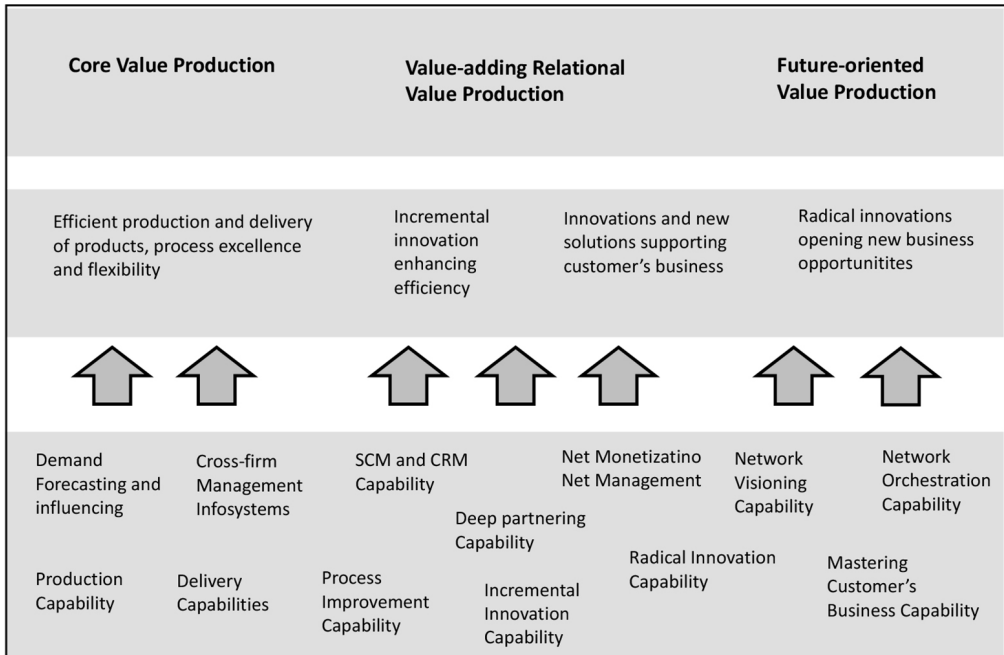 Core Value Production
Value-adding Relational
Value Production
Future-oriented
Value Production
Efficient production and delivery
of products, process excellence
and flexibility
Incremental
innovation
enhancing
efficiency
Innovations and new
solutions supporting
customer's business
Radical innovations
opening new business
opportunitites
Demand
Forecasting and
influencing
Cross-firm
Management
Infosystems
SCM and CRM
Capability
Net Monetizatino
Net Management
Network
Visioning
Capability
Network
Orchestration
Capability
Deep partnering
Capability
Production
Capability
Delivery
Capabilities
Process
Improvement
Capability
Incremental
Innovation
Capability
Radical Innovation
Capability
Mastering
Customer's
Business Capability